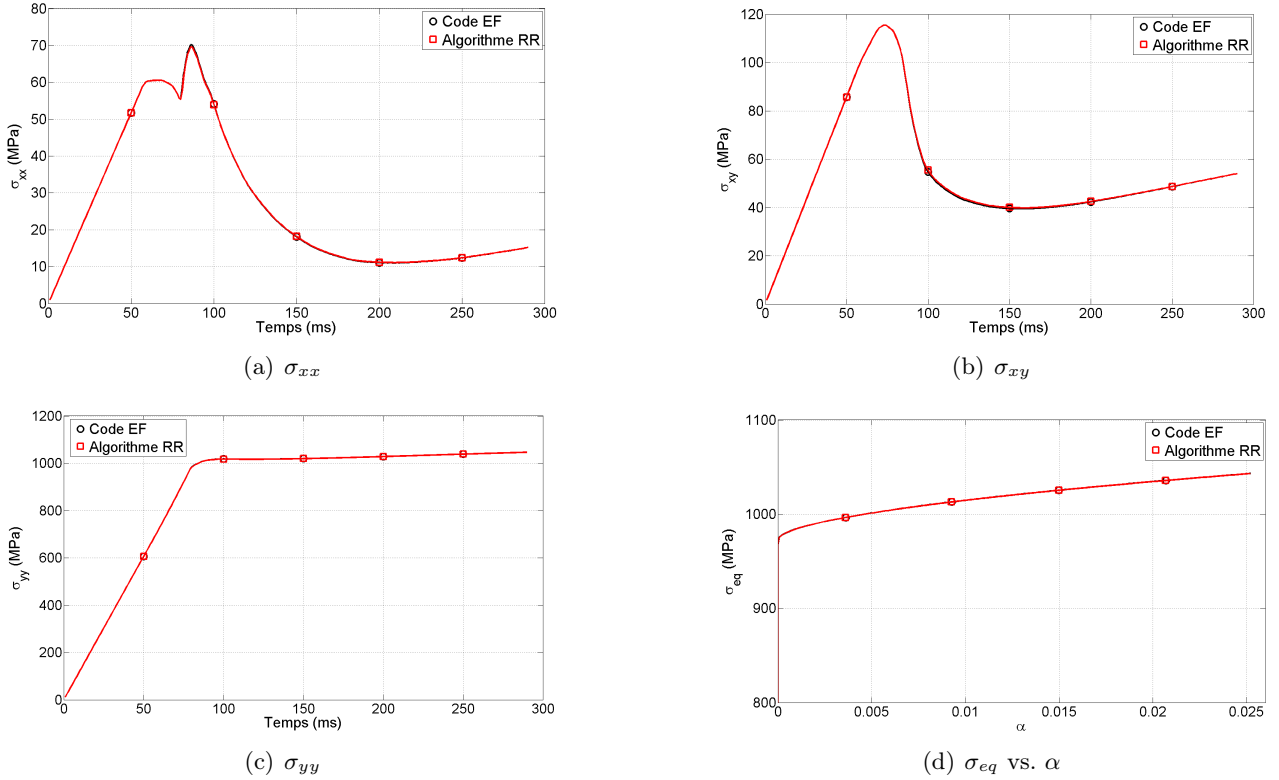 80
70
60
50
40
30
20
10
0
σxx (MPa)
Code EF
Algorithme RR
0 50 100 150 200 250 300
Temps (ms)
(a) σxx
120
100
80
60
40
20
0
σxy (MPa)
Code EF
Algorithme RR
0 50 100 150 200 250 300
Temps (ms)
(b) σxy
1200
1000
800
600
400
200
0
σyy (MPa)
Code EF
Algorithme RR
0 50 100 150 200 250 300
Temps (ms)
(c) σyy
1100
1000
900
800
σeq (MPa)
Code EF
Algorithme RR
0 0.005 0.01 0.015 0.02 0.025
α
(d) σeq vs. α